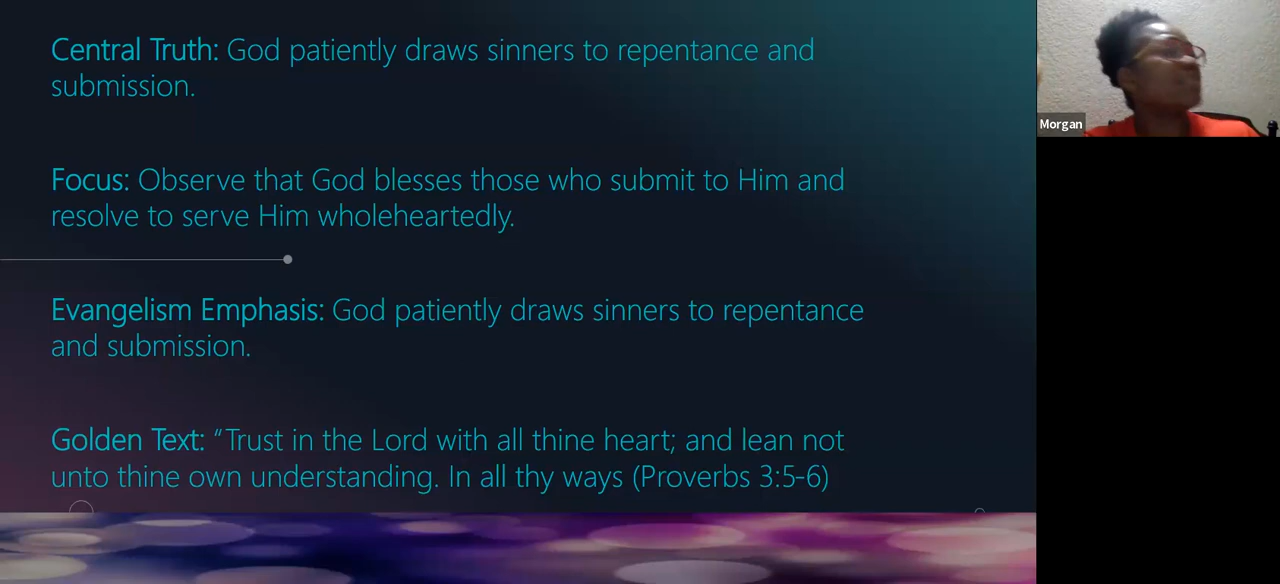 Central Truth: God patiently draws sinners to repentance and
submission.
Focus: Observe that God blesses those who submit to Him and
resolve to serve Him wholeheartedly.
Evangelism Emphasis: God patiently draws sinners to repentance
and submission.
Golden Text: “Trust in the Lord with all thine heart; and lean not
unto thine own understanding. In all thy ways (Proverbs 3:5-6)
Morgan